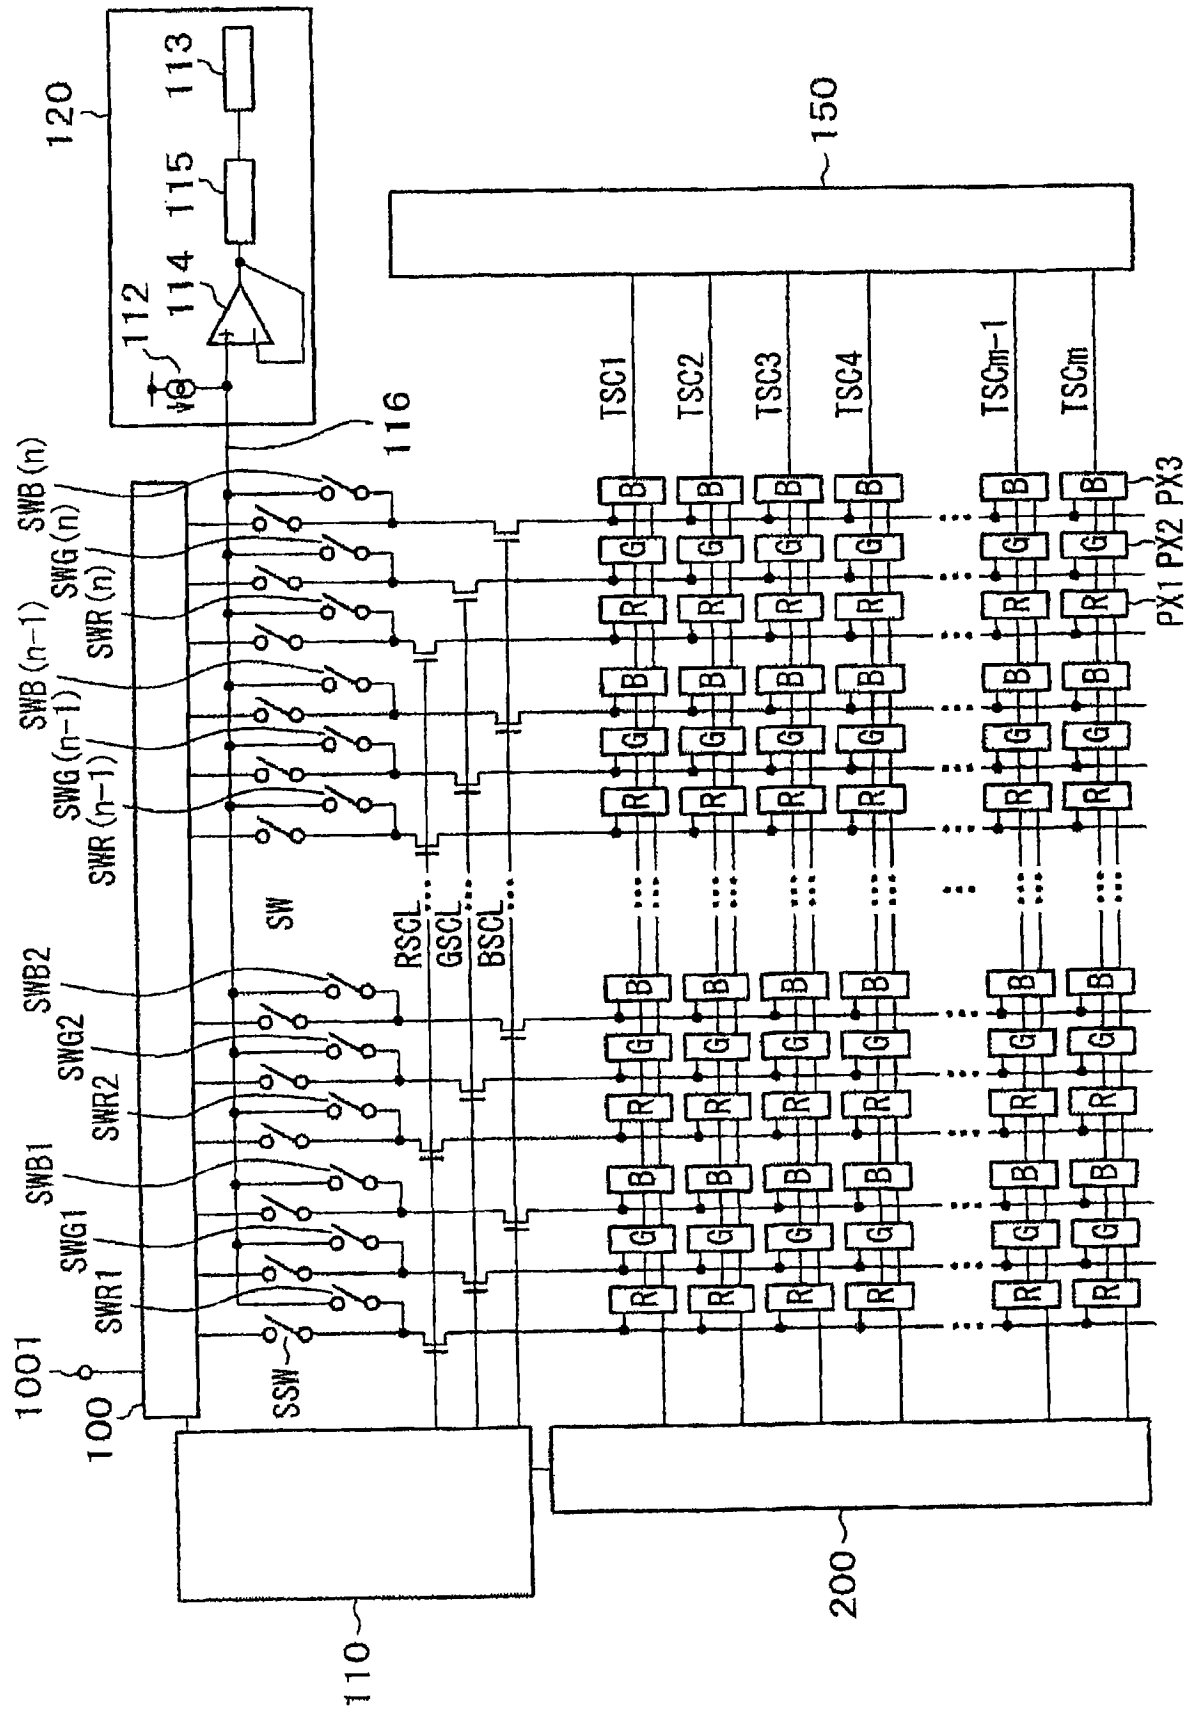 1001
100
SWR1
SWG1
SWB1
SWR2
SWG2
SWB2
SWR(n-1)
SWG(n-1)
SWB(n-1)
SWR(n)
SWG(n)
SWB(n)
120
112
114
115
113
116
V
+
−
SSW
SW
110
RSCL
GSCL
BSCL
R G B R G B R G B R G B TSC1
R G B R G B R G B R G B TSC2
R G B R G B R G B R G B TSC3
R G B R G B R G B R G B TSC4
R G B R G B R G B R G B TSCm-1
R G B R G B R G B R G B TSCm
PX1 PX2 PX3
200
150